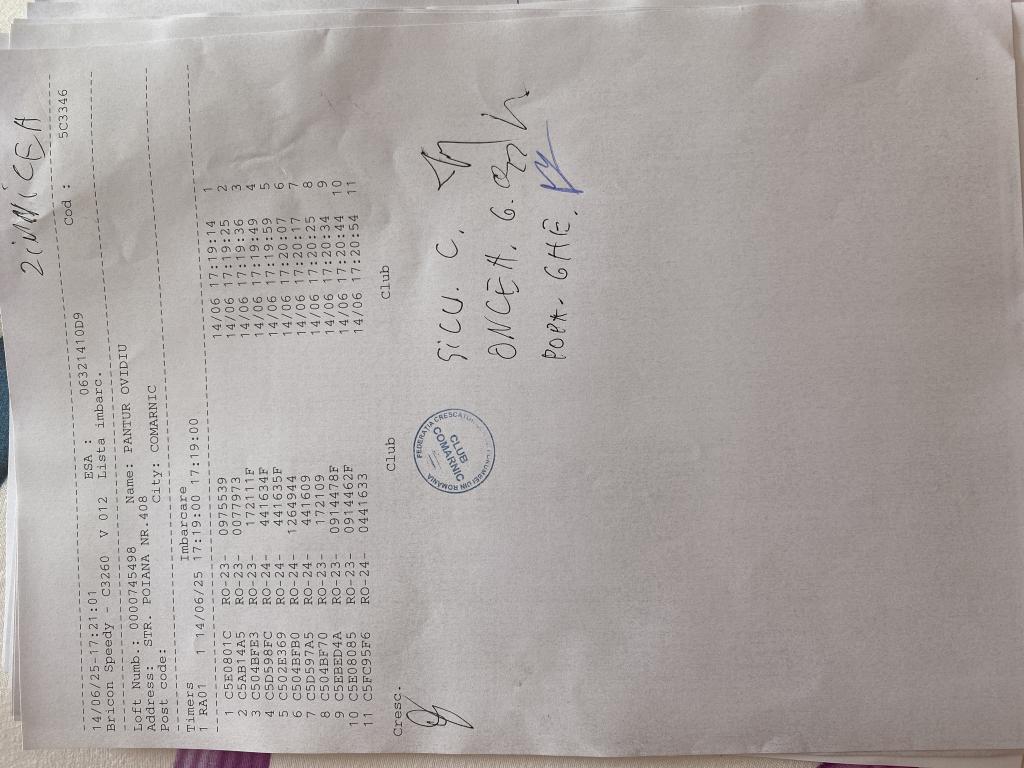 ZIMNICEA
14/06/25-17:21:01 ESA : 06321410D9 Cod : 5C3346
Bricon Speedy - C3260 V 012 Lista imbarc.
Loft Numb.: 0000745498 Name: PANTUR OVIDIU
Address: STR. POIANA NR.408
Post code: City: COMARNIC
Timers Imbarcare
1 RA01 1 14/06/25 17:19:00 17:19:00
1 C5E0801C RO-23- 0975539 14/06 17:19:14 1
2 C5AB14A5 RO-23- 0077973 14/06 17:19:25 2
3 C504BFE3 RO-23- 172111F 14/06 17:19:36 3
4 C5D598FC RO-24- 441634F 14/06 17:19:49 4
5 C502E369 RO-24- 441635F 14/06 17:19:59 5
6 C504BFB0 RO-24- 1264944 14/06 17:20:07 6
7 C5D597A5 RO-24- 441609 14/06 17:20:17 7
8 C504BF70 RO-23- 172109 14/06 17:20:25 8
9 C5EBED4A RO-23- 0914478F 14/06 17:20:34 9
10 C5E08085 RO-23- 0914462F 14/06 17:20:44 10
11 C5FC95F6 RO-24- 0441633 14/06 17:20:54 11
Cresc. Club Club
FEDERATIA CRESCATORILOR DIN ROMANIA
CLUB
COMARNIC
SICU. C.
ONCEA. G.
POPA. GHE.